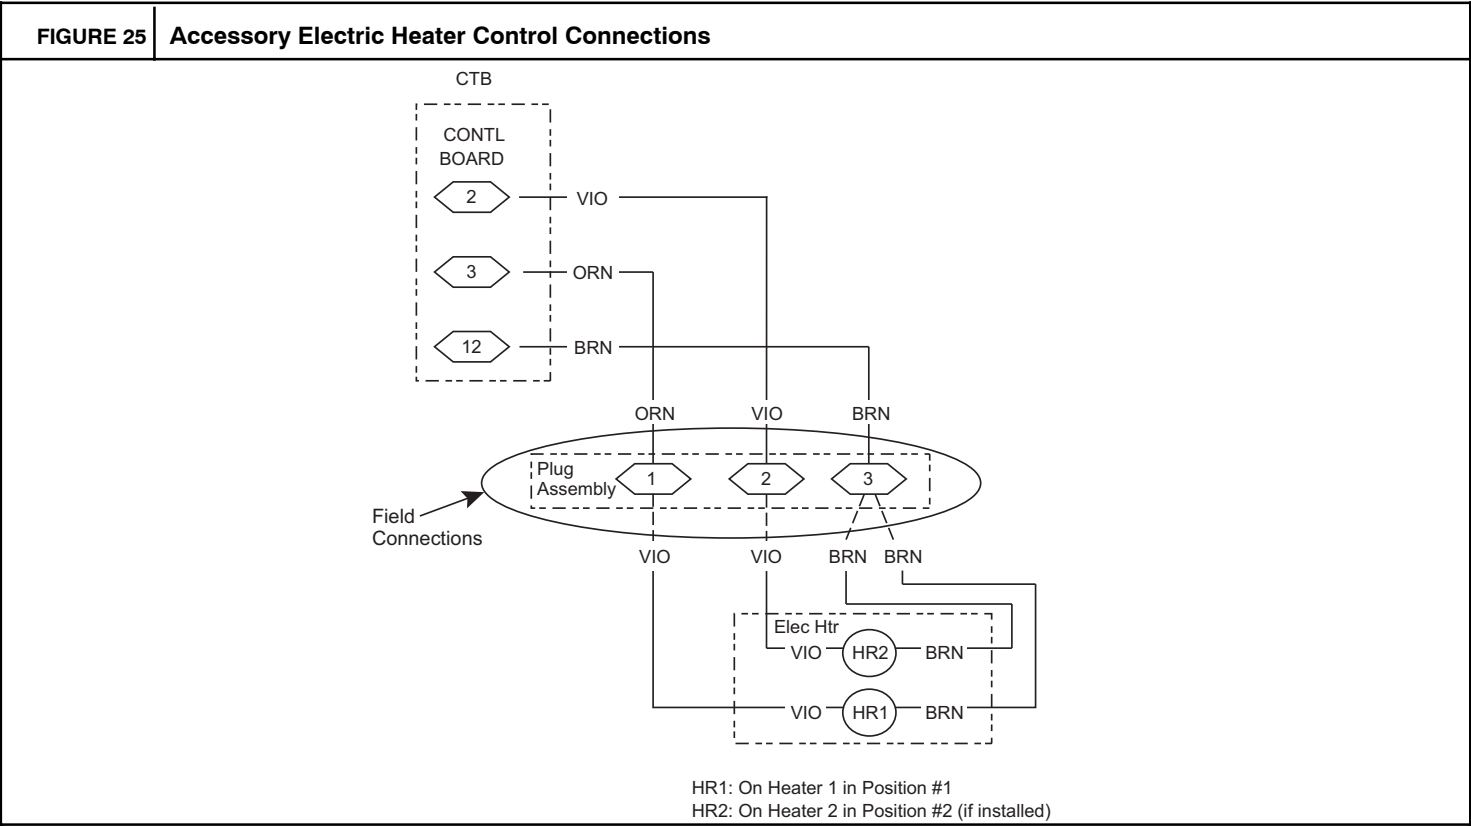 FIGURE 25 Accessory Electric Heater Control Connections
CTB
CONTL
BOARD
2 VIO
3 ORN
12 BRN
ORN VIO BRN
Plug
Assembly
1 2 3
Field
Connections
VIO VIO BRN BRN
Elec Htr
VIO HR2 BRN
VIO HR1 BRN
HR1: On Heater 1 in Position #1
HR2: On Heater 2 in Position #2 (if installed)